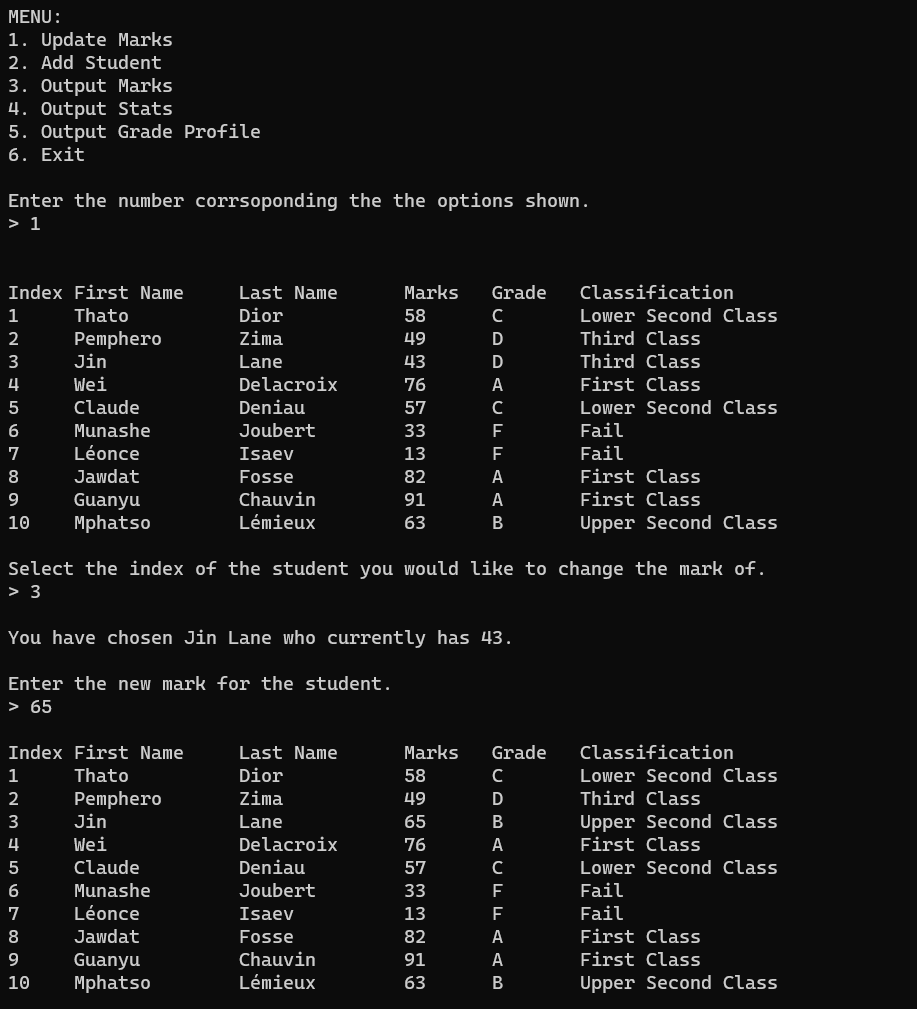 MENU:
1. Update Marks
2. Add Student
3. Output Marks
4. Output Stats
5. Output Grade Profile
6. Exit
Enter the number corrsoponding the the options shown.
> 1
Index First Name Last Name Marks Grade Classification
1 Thato Dior 58 C Lower Second Class
2 Pemphero Zima 49 D Third Class
3 Jin Lane 43 D Third Class
4 Wei Delacroix 76 A First Class
5 Claude Deniau 57 C Lower Second Class
6 Munashe Joubert 33 F Fail
7 Léonce Isaev 13 F Fail
8 Jawdat Fosse 82 A First Class
9 Guanyu Chauvin 91 A First Class
10 Mphatso Lémieux 63 B Upper Second Class
Select the index of the student you would like to change the mark of.
> 3
You have chosen Jin Lane who currently has 43.
Enter the new mark for the student.
> 65
Index First Name Last Name Marks Grade Classification
1 Thato Dior 58 C Lower Second Class
2 Pemphero Zima 49 D Third Class
3 Jin Lane 65 B Upper Second Class
4 Wei Delacroix 76 A First Class
5 Claude Deniau 57 C Lower Second Class
6 Munashe Joubert 33 F Fail
7 Léonce Isaev 13 F Fail
8 Jawdat Fosse 82 A First Class
9 Guanyu Chauvin 91 A First Class
10 Mphatso Lémieux 63 B Upper Second Class